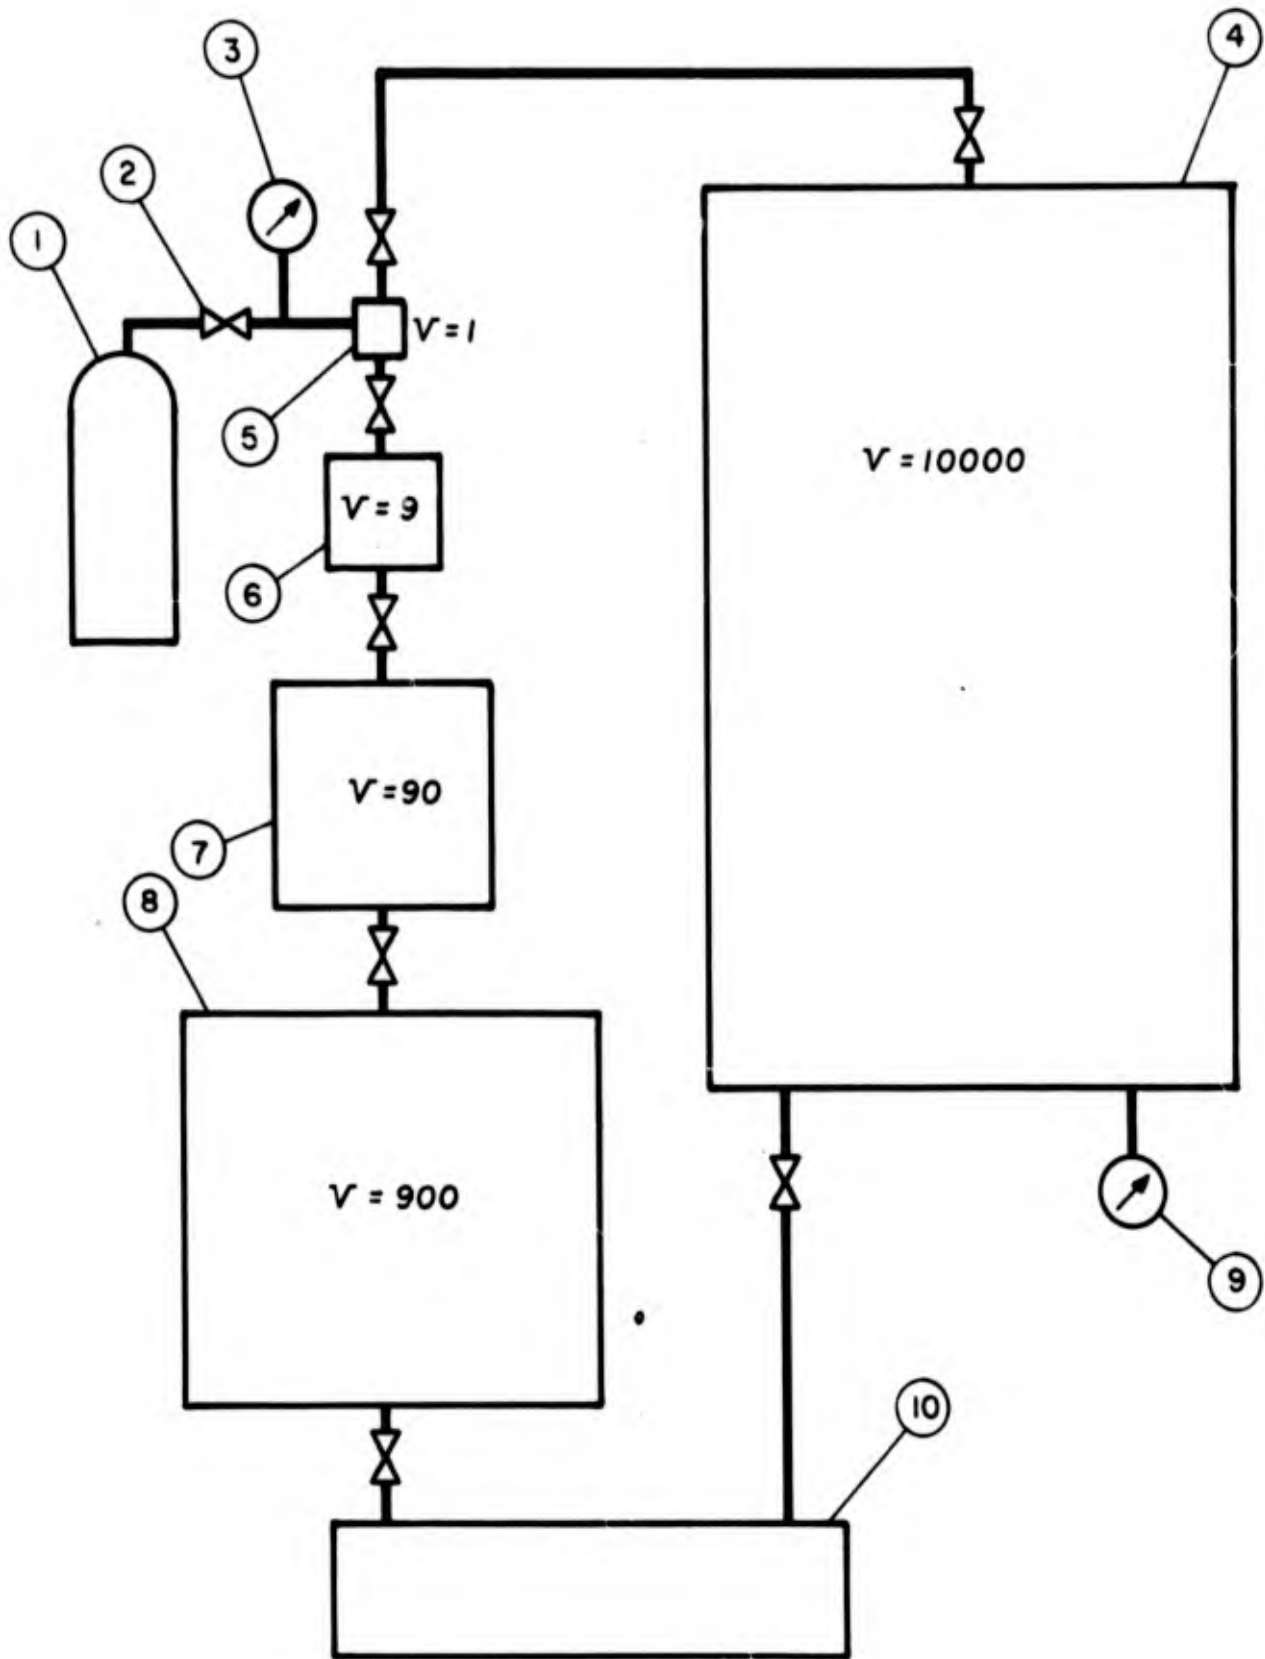 3
4
2
1
V = 1
5
V = 10000
V = 9
6
V = 90
7
8
V = 900
9
10